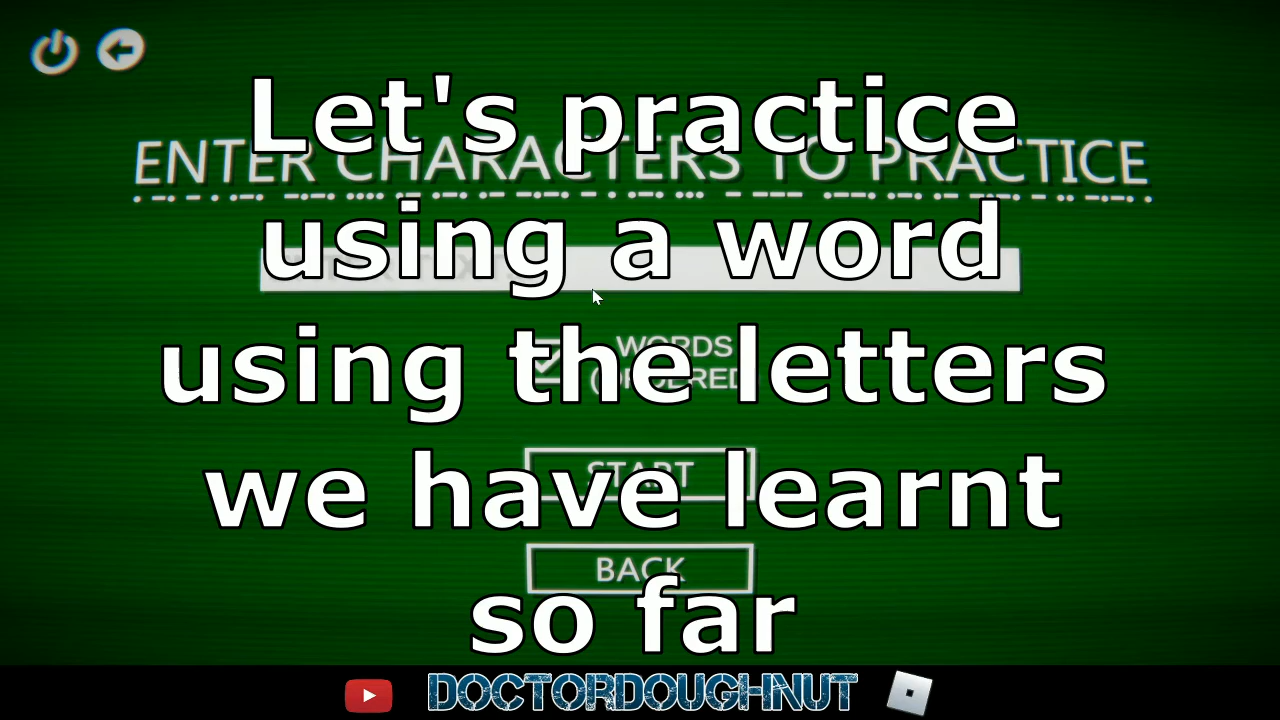 Let's practice
ENTER CHARACTERS TO PRACTICE
using a word
using the letters
WORDS
(ORDERED)
we have learnt
START
BACK
so far
DOCTORDOUGHNUT